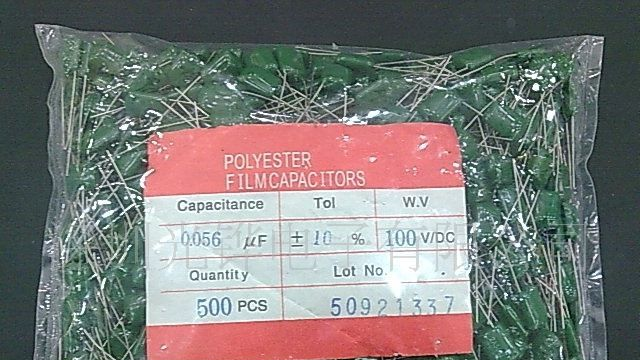 POLYESTER
FILMCAPACITORS
Capacitance Tol W.V
0.056 μF ± 10 % 100 V/DC
Quantity Lot No.
500 PCS 50921337